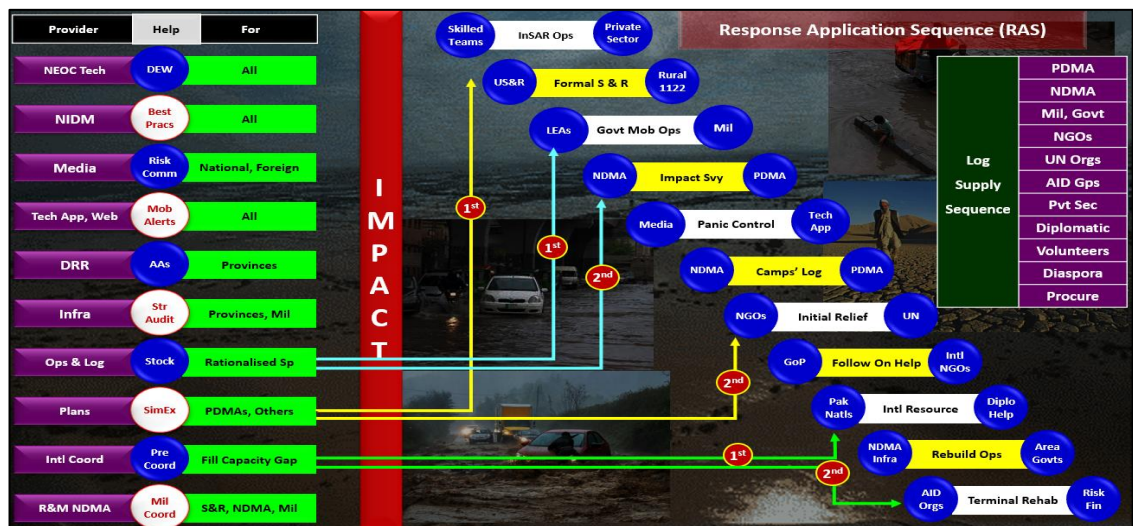 Provider
Help
For
NEOC Tech
DEW
All
NIDM
Best
Pracs
All
Media
Risk
Comm
National, Foreign
Tech App, Web
Mob
Alerts
All
DRR
AAs
Provinces
Infra
Str
Audit
Provinces, Mil
Ops & Log
Stock
Rationalised Sp
Plans
SimEx
PDMAs, Others
Intl Coord
Pre
Coord
Fill Capacity Gap
R&M NDMA
Mil
Coord
S&R, NDMA, Mil
I
M
P
A
C
T
Response Application Sequence (RAS)
Skilled
Teams
InSAR Ops
Private
Sector
US&R
Formal S & R
Rural
1122
LEAs
Govt Mob Ops
Mil
NDMA
Impact Svy
PDMA
Media
Panic Control
Tech
App
NDMA
Camps' Log
PDMA
NGOs
Initial Relief
UN
GoP
Follow On Help
Intl
NGOs
Pak
Natls
Intl Resource
Diplo
Help
NDMA
Infra
Rebuild Ops
Area
Govts
AID
Orgs
Terminal Rehab
Risk
Fin
1st
1st
2nd
2nd
1st
2nd
Log
Supply
Sequence
PDMA
NDMA
Mil, Govt
NGOs
UN Orgs
AID Gps
Pvt Sec
Diplomatic
Volunteers
Diaspora
Procure